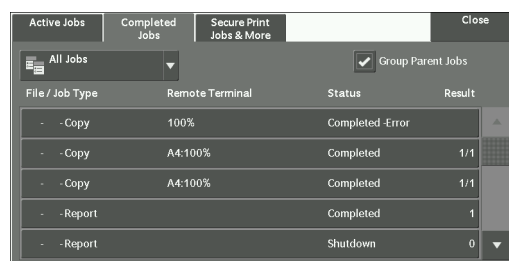 Active Jobs
Completed Jobs
Secure Print Jobs & More
Close
All Jobs
Group Parent Jobs
File / Job Type Remote Terminal Status Result
- - Copy 100% Completed -Error
- - Copy A4:100% Completed 1/1
- - Copy A4:100% Completed 1/1
- - Report Completed 1
- - Report Shutdown 0